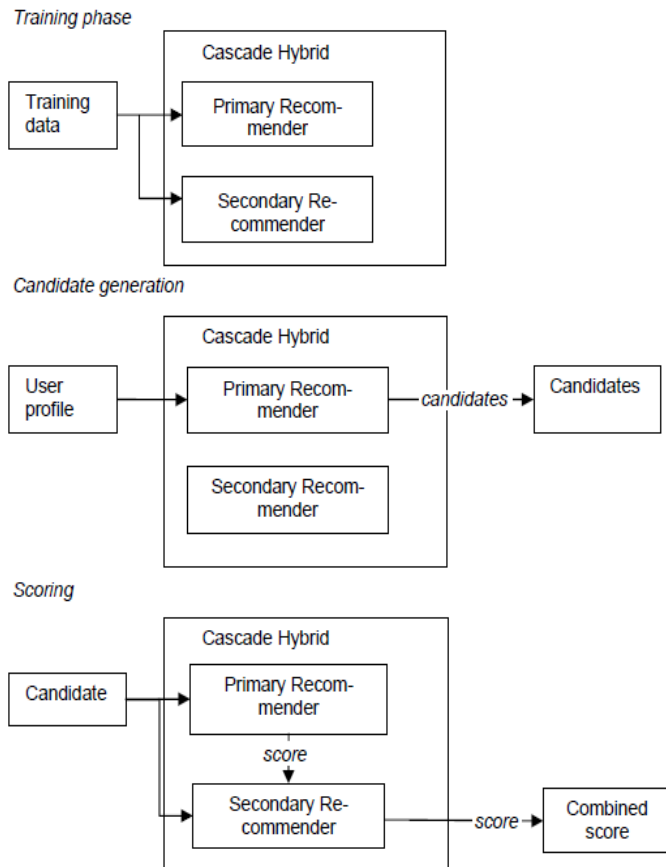 Training phase
Cascade Hybrid
Training
data
Primary Recom-
mender
Secondary Re-
commender
Candidate generation
Cascade Hybrid
User
profile
Primary Recom-
mender
candidates
Candidates
Secondary Recom-
mender
Scoring
Cascade Hybrid
Candidate
Primary Recom-
mender
score
Secondary Re-
commender
score
Combined
score